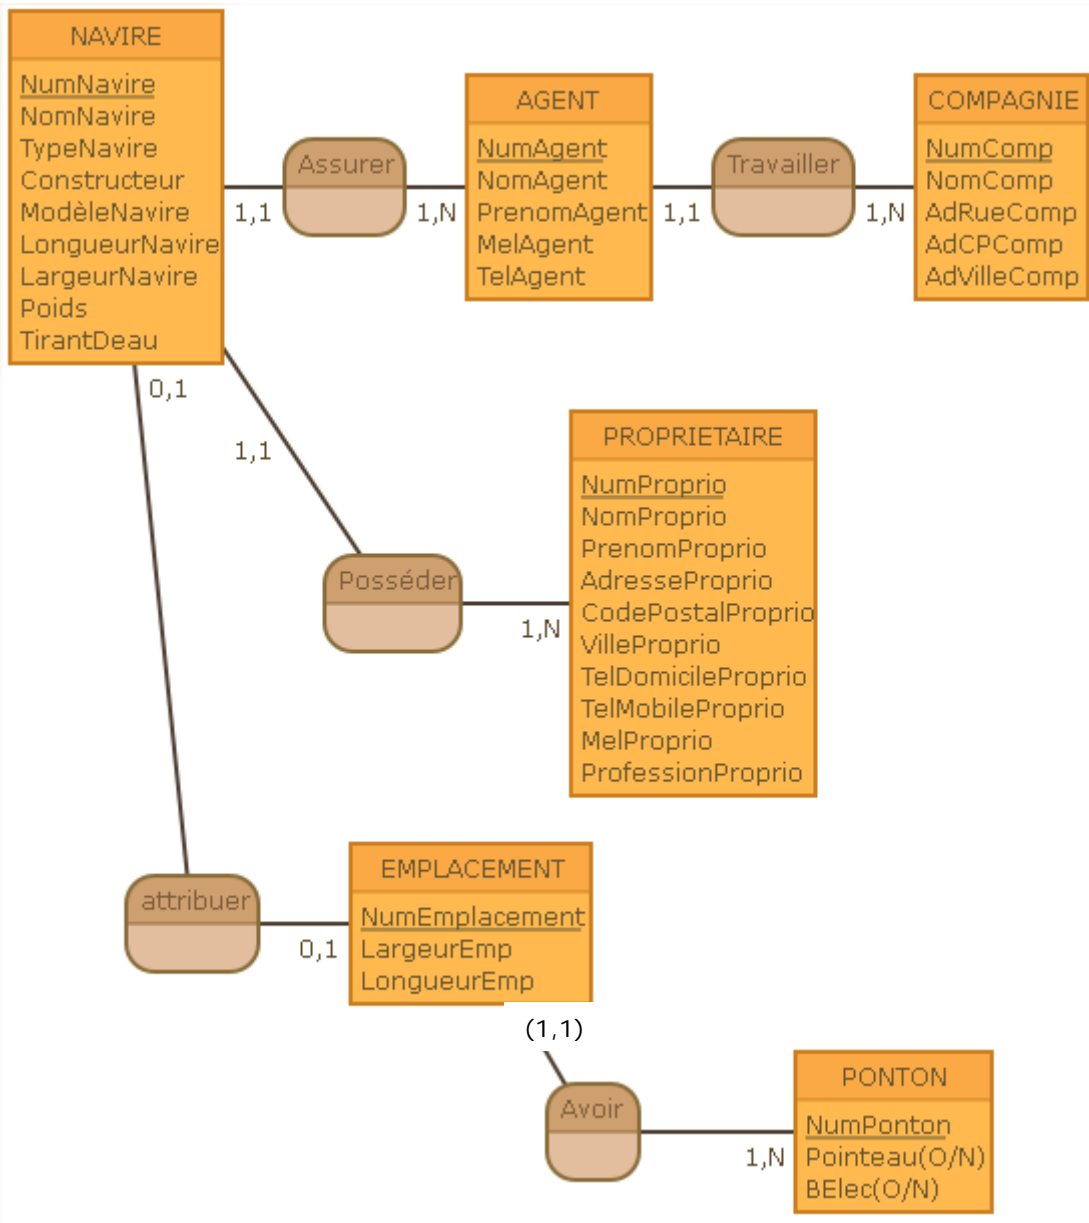 NAVIRE
NumNavire
NomNavire
TypeNavire
Constructeur
ModèleNavire
LongueurNavire
LargeurNavire
Poids
TirantDeau
1,1
Assurer
1,N
AGENT
NumAgent
NomAgent
PrenomAgent
MelAgent
TelAgent
1,1
Travailler
1,N
COMPAGNIE
NumComp
NomComp
AdRueComp
AdCPComp
AdVilleComp
0,1
1,1
Posséder
1,N
PROPRIETAIRE
NumProprio
NomProprio
PrenomProprio
AdresseProprio
CodePostalProprio
VilleProprio
TelDomicileProprio
TelMobileProprio
MelProprio
ProfessionProprio
attribuer
0,1
EMPLACEMENT
NumEmplacement
LargeurEmp
LongueurEmp
(1,1)
Avoir
1,N
PONTON
NumPonton
Pointeau(O/N)
BElec(O/N)